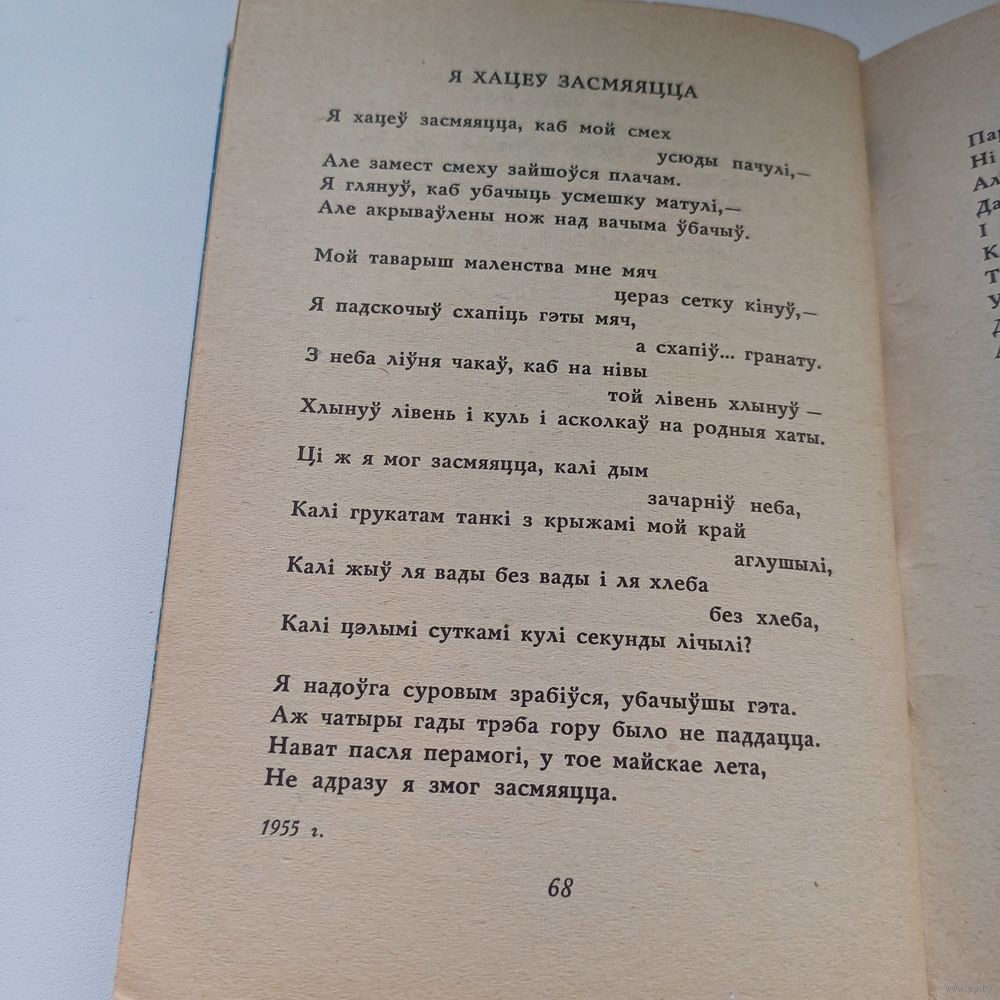 Я ХАЦЕЎ ЗАСМЯЯЦЦА
Я хацеў засмяяцца, каб мой смех
усюды пачулі,—
Але замест смеху зайшоўся плачам.
Я глянуў, каб убачыць усмешку матулі,—
Але акрываўлены нож над вачыма ўбачыў.
Мой таварыш маленства мне мяч
цераз сетку кінуў,—
Я падскочыў схапіць гэты мяч,
а схапіў... гранату.
З неба ліўня чакаў, каб на нівы
той лівень хлынуў —
Хлынуў лівень і куль і асколкаў на родныя хаты.
Ці ж я мог засмяяцца, калі дым
зачарніў неба,
Калі грукатам танкі з крыжамі мой край
аглушылі,
Калі жыў ля вады без вады і ля хлеба
без хлеба,
Калі цэлымі суткамі кулі секунды лічылі?
Я надоўга суровым зрабіўся, убачыўшы гэта.
Аж чатыры гады трэба гору было не паддацца.
Нават пасля перамогі, у тое майскае лета,
Не адразу я змог засмяяцца.
1955 г.
68
Пар
Ні
Ал
Да
І
К
Т
У
Д